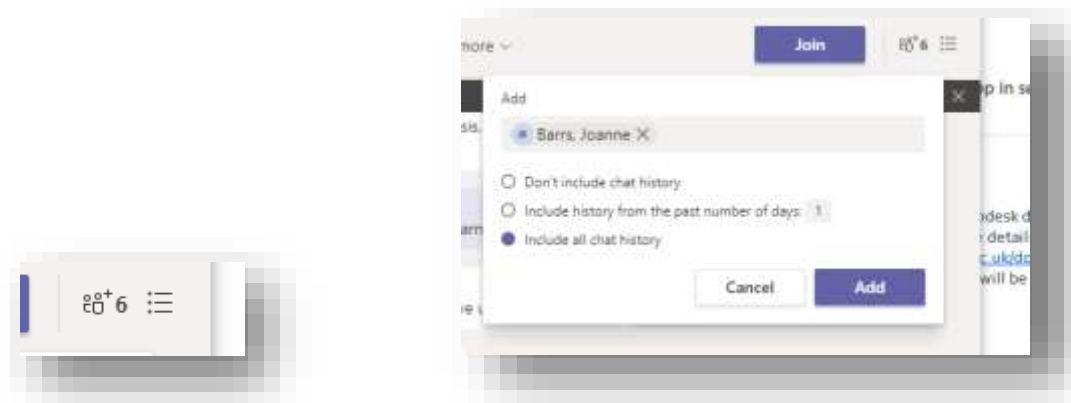 6
more
Join
6
Add
op in se
sis.
Barrs, Joanne
Don't include chat history
Include history from the past number of days 1
Include all chat history
desk d
detail
will be
Cancel
Add